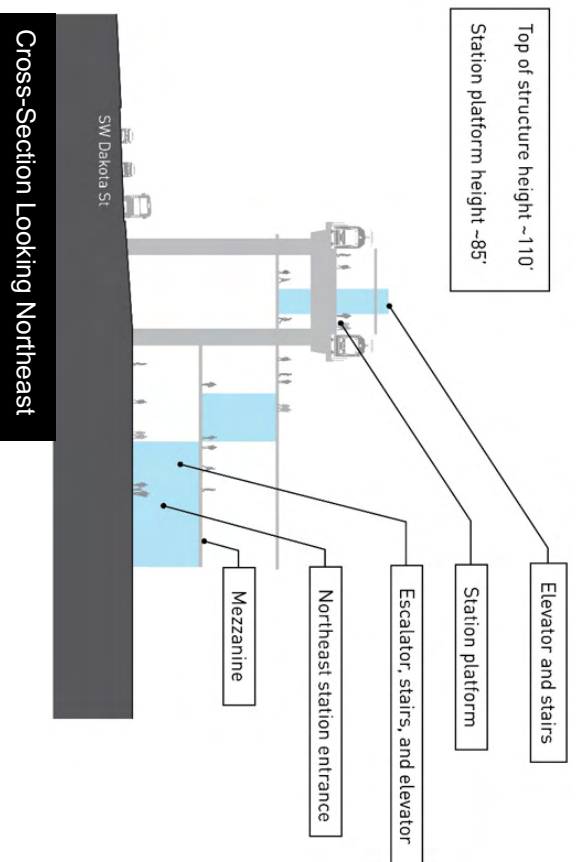 Top of structure height ~110'
Station platform height ~85'
Elevator and stairs
Station platform
Escalator, stairs, and elevator
Northeast station entrance
Mezzanine
SW Dakota St
Cross-Section Looking Northeast